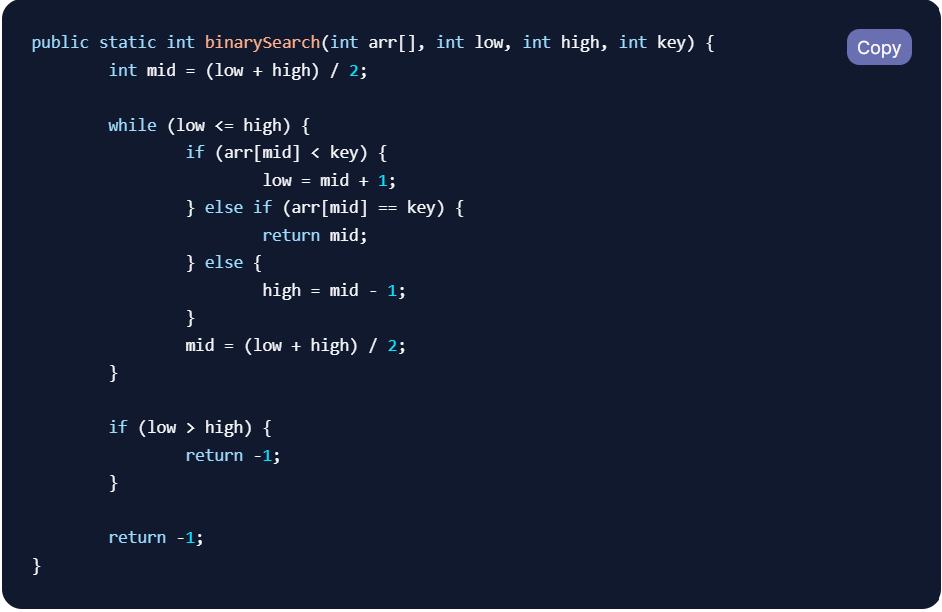 public static int binarySearch(int arr[], int low, int high, int key) {
Copy
        int mid = (low + high) / 2;

        while (low <= high) {
                if (arr[mid] < key) {
                        low = mid + 1;
                } else if (arr[mid] == key) {
                        return mid;
                } else {
                        high = mid - 1;
                }
                mid = (low + high) / 2;
        }

        if (low > high) {
                return -1;
        }

        return -1;
}